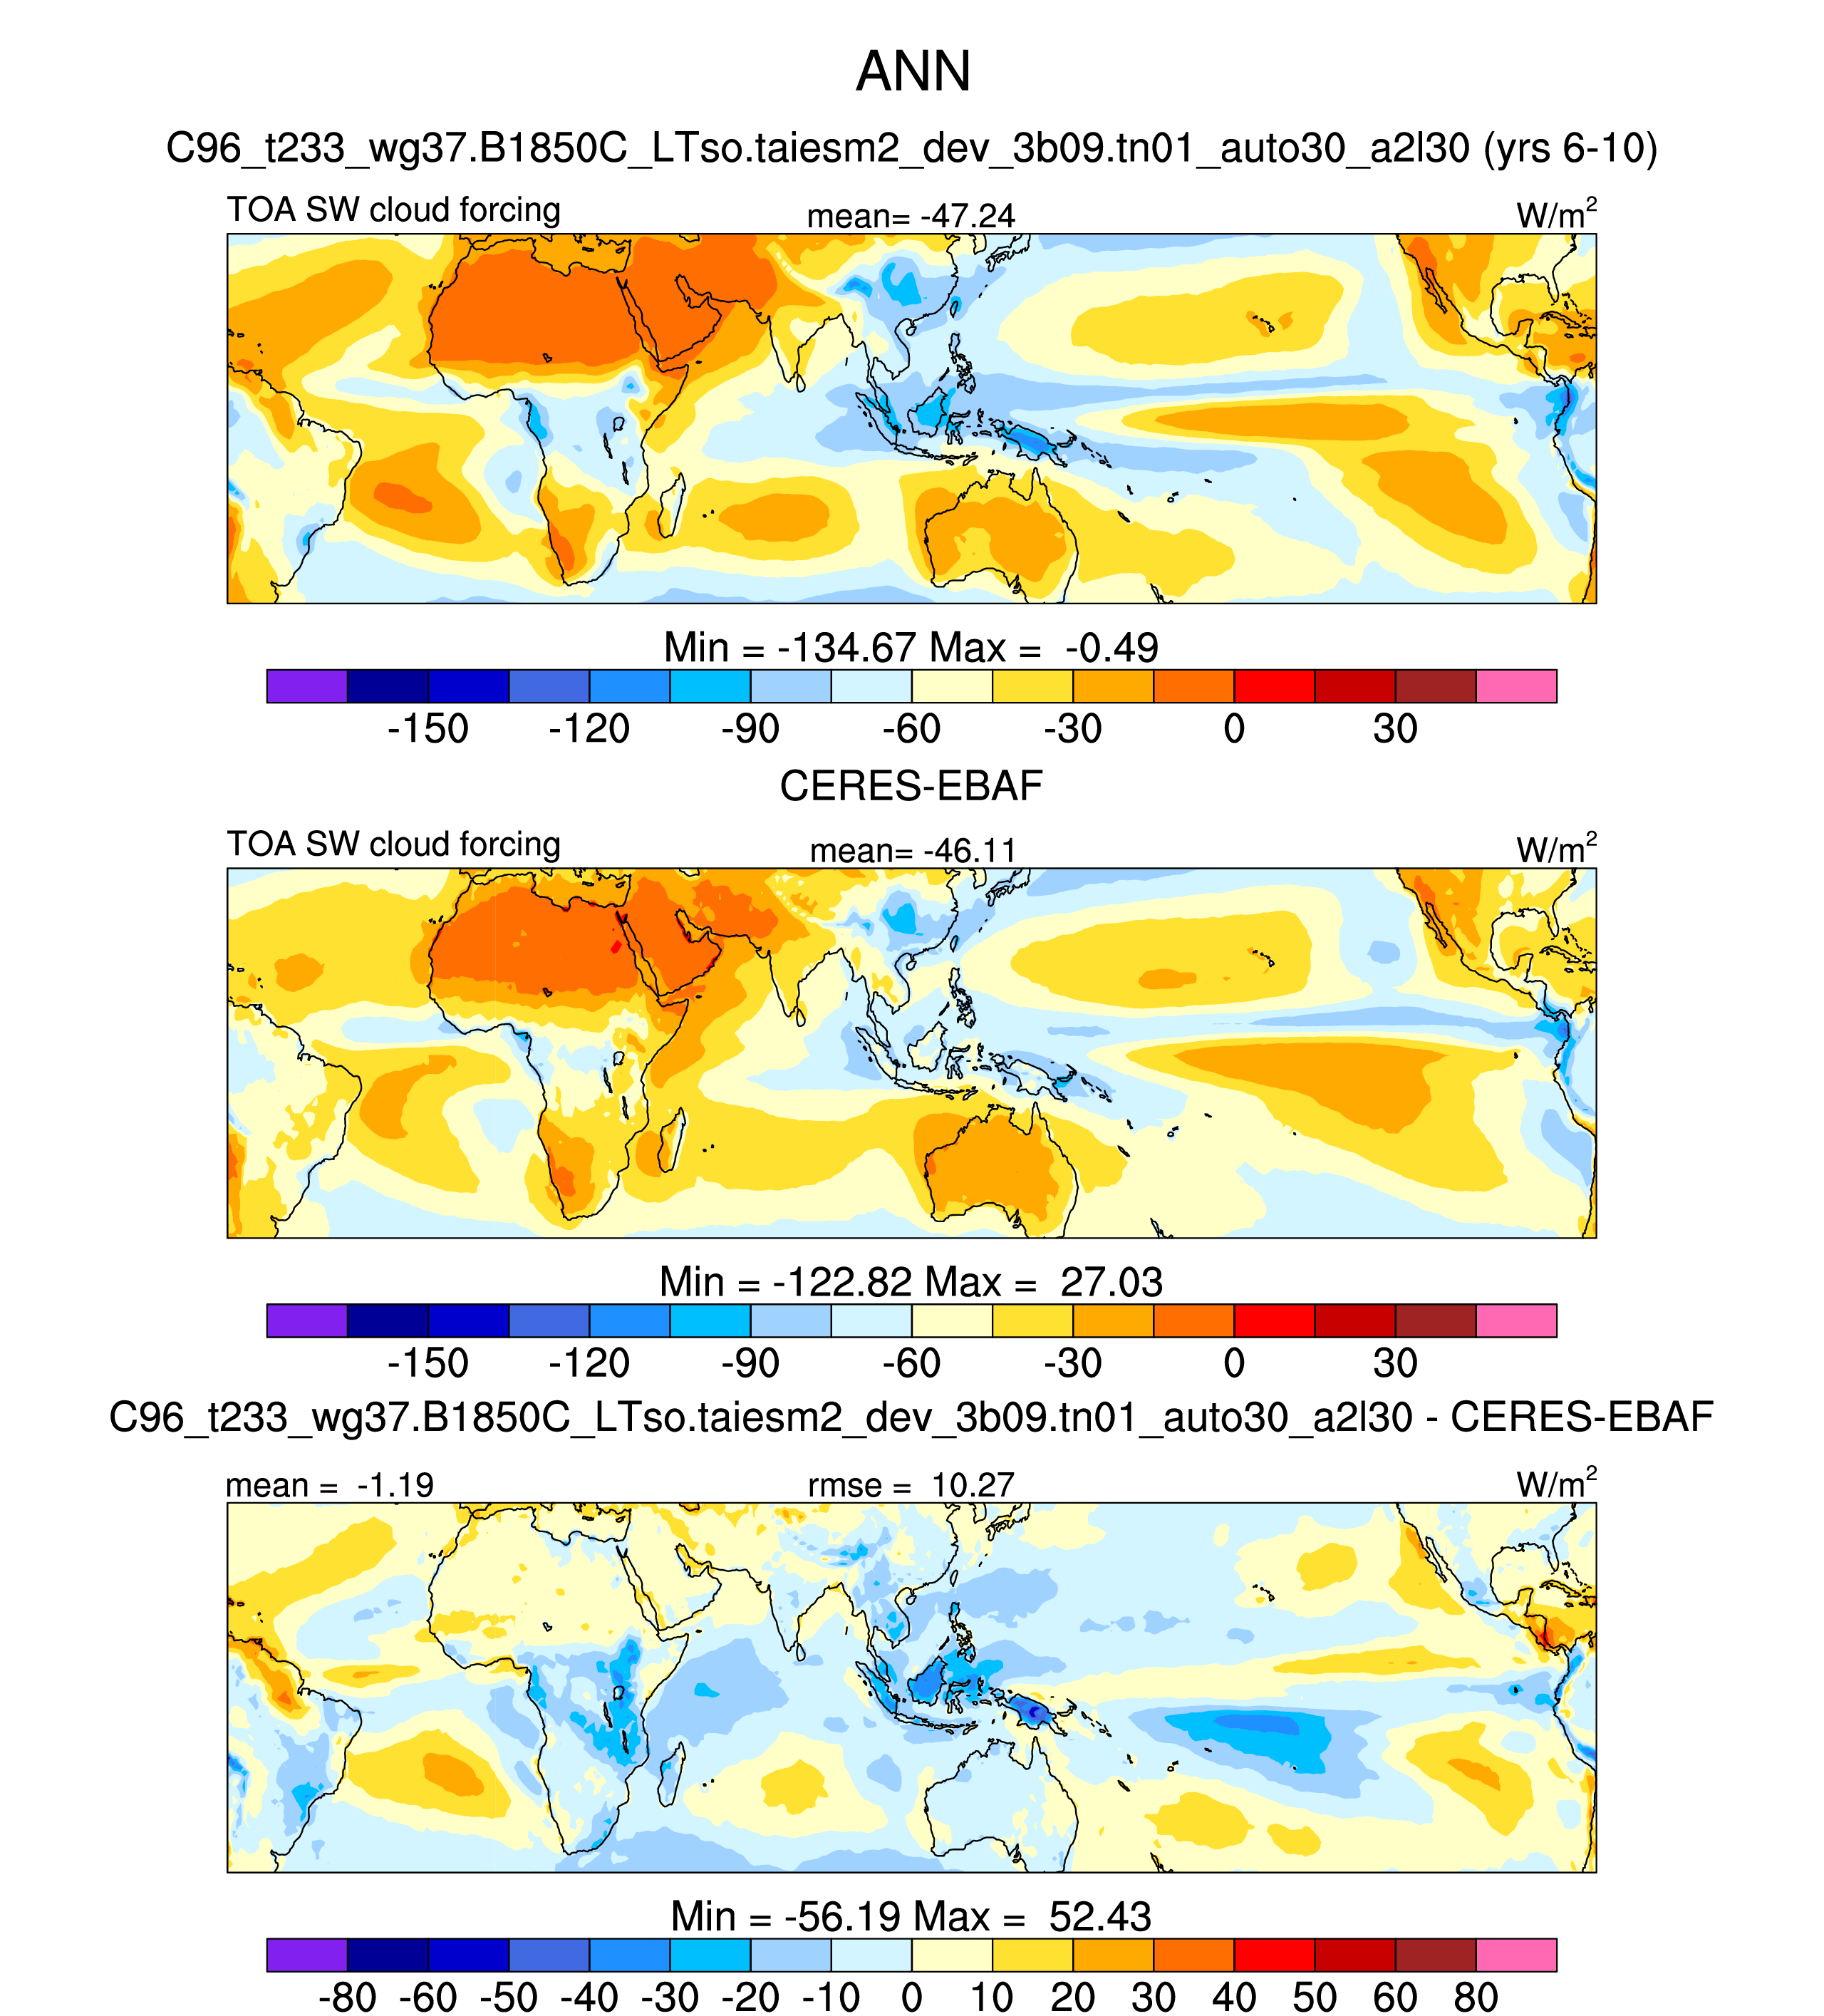 ANN
C96_t233_wg37.B1850C_LTso.taiesm2_dev_3b09.tn01_auto30_a2l30 (yrs 6-10)
TOA SW cloud forcing mean= -47.24 W/m2
Min = -134.67 Max = -0.49
-150 -120 -90 -60 -30 0 30
CERES-EBAF
TOA SW cloud forcing mean= -46.11 W/m2
Min = -122.82 Max = 27.03
-150 -120 -90 -60 -30 0 30
C96_t233_wg37.B1850C_LTso.taiesm2_dev_3b09.tn01_auto30_a2l30 - CERES-EBAF
mean = -1.19 rmse = 10.27 W/m2
Min = -56.19 Max = 52.43
-80 -60 -50 -40 -30 -20 -10 0 10 20 30 40 50 60 80